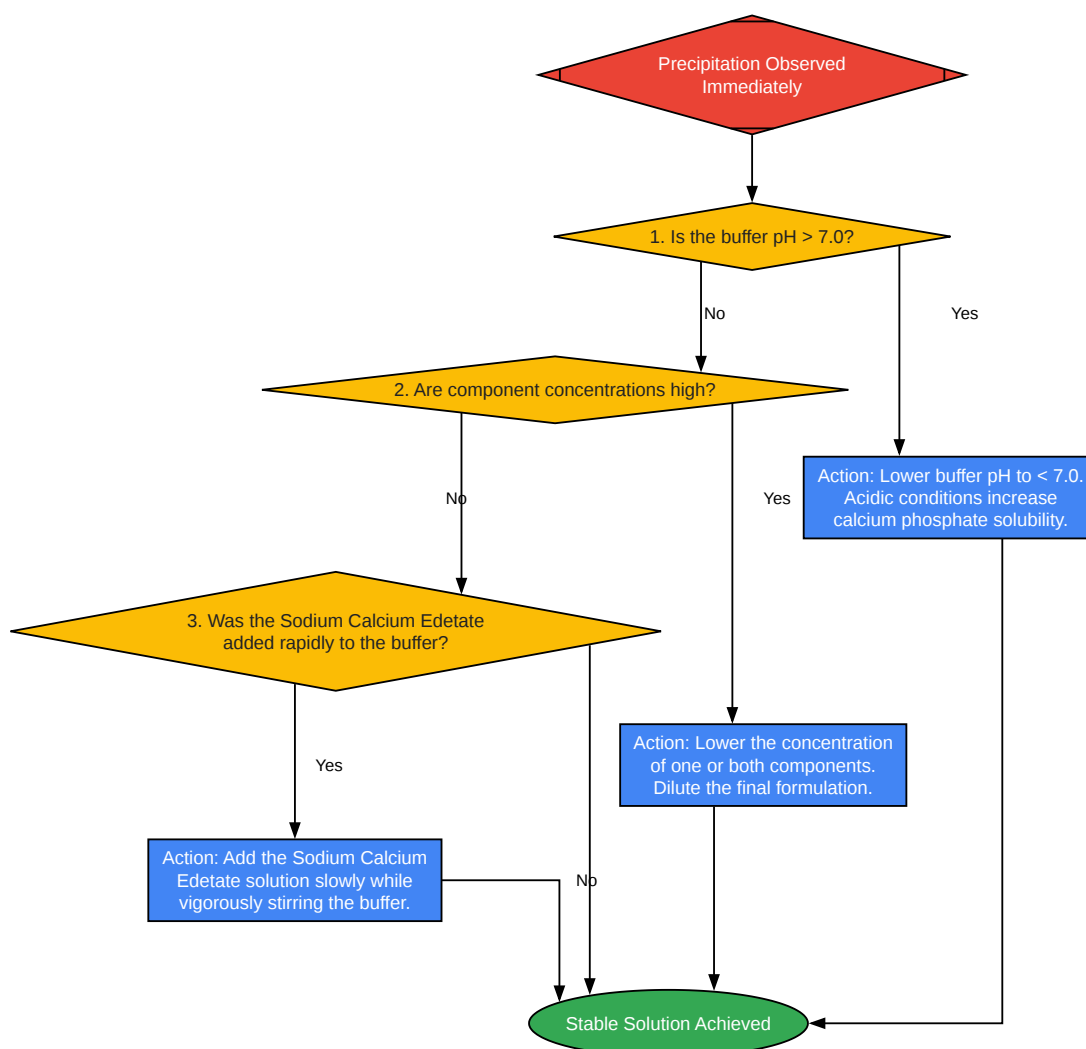 Precipitation Observed
Immediately
1. Is the buffer pH > 7.0?
No
Yes
2. Are component concentrations high?
Action: Lower buffer pH to < 7.0.
Acidic conditions increase
calcium phosphate solubility.
No
Yes
3. Was the Sodium Calcium Edetate
added rapidly to the buffer?
Action: Lower the concentration
of one or both components.
Dilute the final formulation.
Yes
Action: Add the Sodium Calcium
Edetate solution slowly while
vigorously stirring the buffer.
No
Stable Solution Achieved